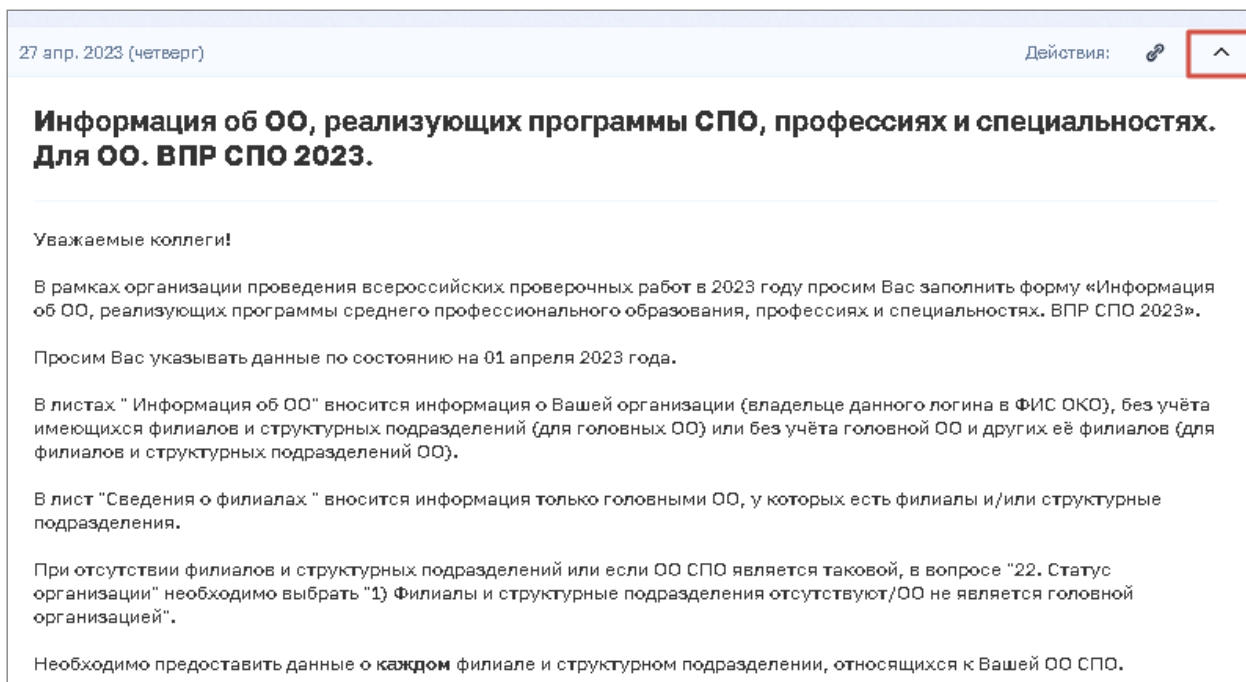 27 апр. 2023 (четверг)
Действия:
Информация об ОО, реализующих программы СПО, профессиях и специальностях.
Для ОО. ВПР СПО 2023.
Уважаемые коллеги!
В рамках организации проведения всероссийских проверочных работ в 2023 году просим Вас заполнить форму «Информация
об ОО, реализующих программы среднего профессионального образования, профессиях и специальностях. ВПР СПО 2023».
Просим Вас указывать данные по состоянию на 01 апреля 2023 года.
В листах " Информация об ОО" вносится информация о Вашей организации (владельце данного логина в ФИС ОКО), без учёта
имеющихся филиалов и структурных подразделений (для головных ОО) или без учёта головной ОО и других её филиалов (для
филиалов и структурных подразделений ОО).
В лист "Сведения о филиалах " вносится информация только головными ОО, у которых есть филиалы и/или структурные
подразделения.
При отсутствии филиалов и структурных подразделений или если ОО СПО является таковой, в вопросе "22. Статус
организации" необходимо выбрать "1) Филиалы и структурные подразделения отсутствуют/ОО не является головной
организацией".
Необходимо предоставить данные о каждом филиале и структурном подразделении, относящихся к Вашей ОО СПО.